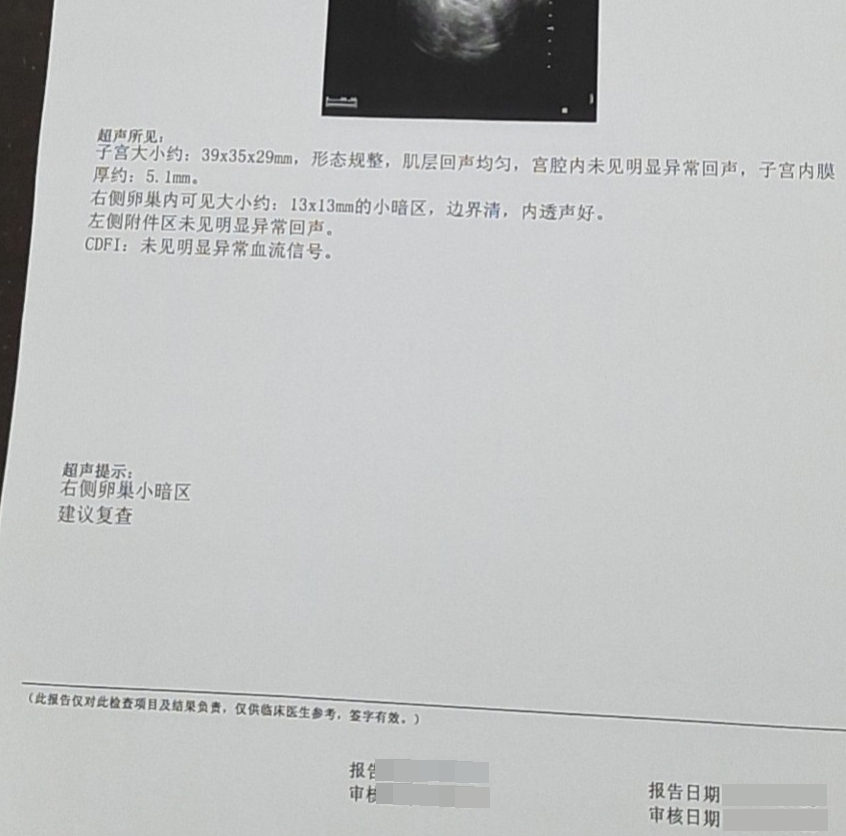 超声所见：
子宫大小约：39x35x29mm，形态规整，肌层回声均匀，宫腔内未见明显异常回声，子宫内膜
厚约：5.1mm。
右侧卵巢内可见大小约：13x13mm的小暗区，边界清，内透声好。
左侧附件区未见明显异常回声。
CDFI：未见明显异常血流信号。
超声提示：
右侧卵巢小暗区
建议复查
（此报告仅对此检查项目及结果负责，仅供临床医生参考，签字有效。）
报告
审核
报告日期
审核日期